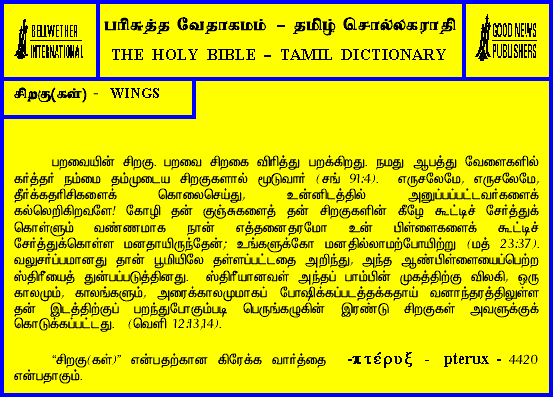 BELLWETHER
INTERNATIONAL
பரிசுத்த வேதாகமம் – தமிழ் சொல்லகராதி
THE HOLY BIBLE – TAMIL DICTIONARY
GOOD NEWS
PUBLISHERS
சிறகு(கள்) - WINGS
பறவையின் சிறகு. பறவை சிறகை விரித்து பறக்கிறது. நமது ஆபத்து வேளைகளில்
கர்த்தர் நம்மை தம்முடைய சிறகுகளால் மூடுவார் (சங் 91:4). எருசலேமே, எருசலேமே,
தீர்க்கதரிசிகளைக் கொலைசெய்து, உன்னிடத்தில் அனுப்பப்பட்டவர்களைக்
கல்லெறிகிறவளே! கோழி தன் குஞ்சுகளைத் தன் சிறகுகளின் கீழே கூட்டிச் சேர்த்துக்
கொள்ளும் வண்ணமாக நான் எத்தனைதரமோ உன் பிள்ளைகளைக் கூட்டிச்
சேர்த்துக்கொள்ள மனதாயிருந்தேன்; உங்களுக்கோ மனதில்லாமற்போயிற்று (மத் 23:37).
வலுசர்ப்பமானது தான் பூமியிலே தள்ளப்பட்டதை அறிந்து, அந்த ஆண்பிள்ளையைப்பெற்ற
ஸ்திரீயைத் துன்பப்படுத்தினது. ஸ்திரீயானவள் அந்தப் பாம்பின் முகத்திற்கு விலகி, ஒரு
காலமும், காலங்களும், அரைக்காலமுமாகப் போஷிக்கப்படத்தக்கதாய் வனாந்தரத்திலுள்ள
தன் இடத்திற்குப் பறந்துபோகும்படி பெருங்கழுகின் இரண்டு சிறகுகள் அவளுக்குக்
கொடுக்கப்பட்டது. (வெளி 12:13,14).
“சிறகு(கள்)” என்பதற்கான கிரேக்க வார்த்தை -πτέρυξ - pterux - 4420
என்பதாகும்.